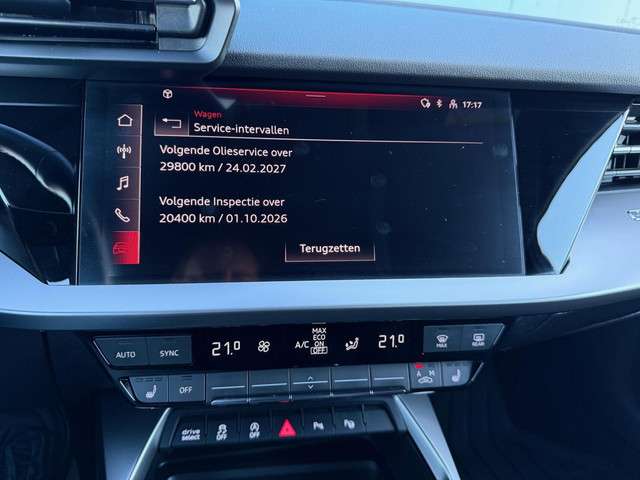 17:17
Wagen
Service-intervallen
Volgende Olieservice over
29800 km / 24.02.2027
Volgende Inspectie over
20400 km / 01.10.2026
Terugzetten
AUTO
SYNC
21.0
A/C
MAX
ECO
ON
OFF
21.0
MAX
REAR
OFF
A
M
drive
select
OFF